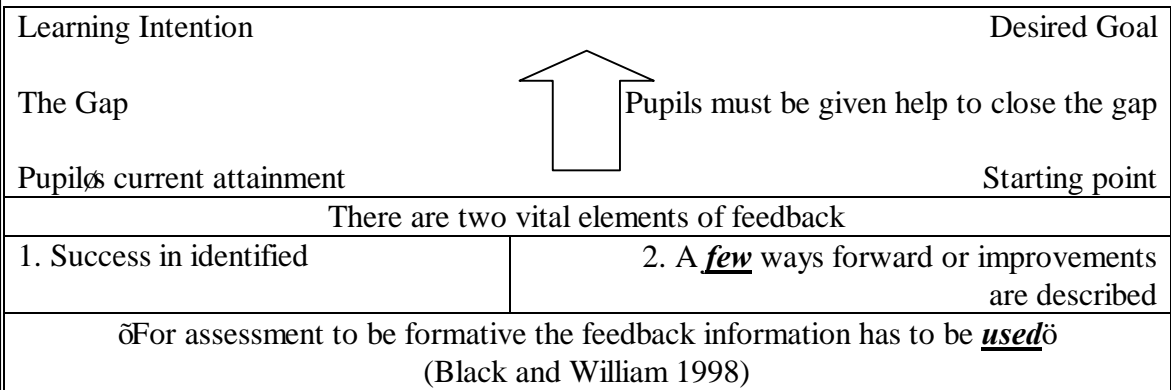 Learning Intention Desired Goal
The Gap Pupils must be given help to close the gap
Pupiløs current attainment Starting point
There are two vital elements of feedback
1. Success in identified 2. A few ways forward or improvements
are described
õFor assessment to be formative the feedback information has to be usedö
(Black and William 1998)